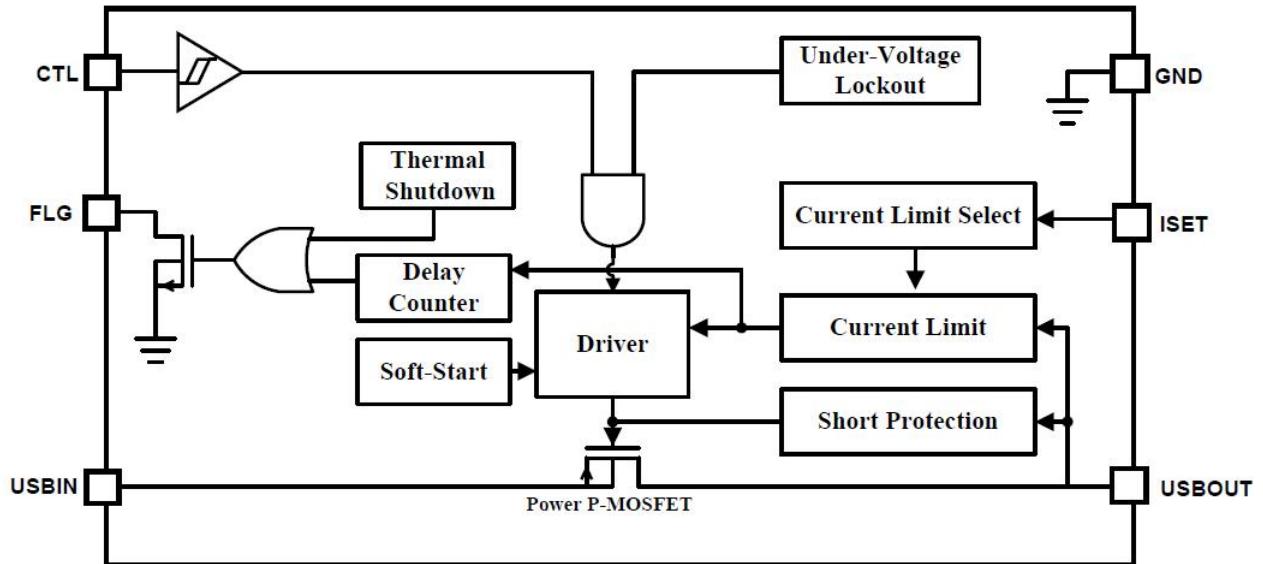 CTL
Under-Voltage
Lockout
GND
Thermal
Shutdown
FLG
Current Limit Select
ISET
Delay
Counter
Driver
Current Limit
Soft-Start
Short Protection
USBIN
Power P-MOSFET
USBOUT